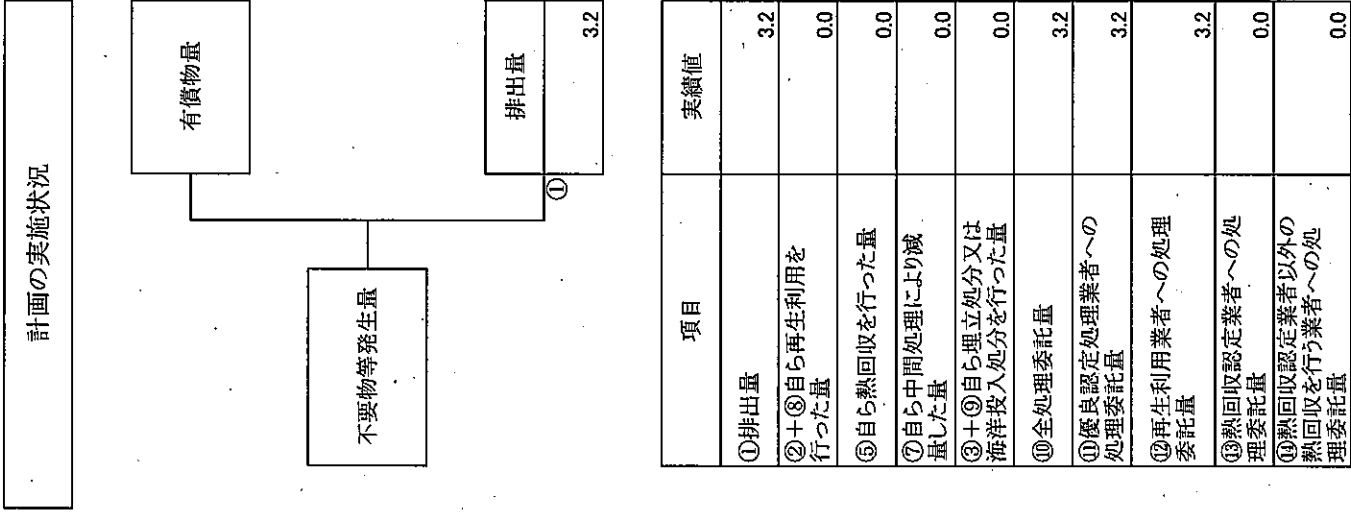 計画の実施状況
不要物等発生量
有償物量
①
排出量
3.2
項目
実績値
①排出量
3.2
②+⑧自ら再生利用を
行った量
0.0
⑤自ら熱回収を行った量
0.0
⑦自ら中間処理により減
量した量
0.0
③+⑨自ら埋立処分又は
海洋投入処分を行った量
0.0
⑩全処理委託量
3.2
⑪優良認定処理業者への
処理委託量
3.2
⑫再生利用業者への処理
委託量
3.2
⑬熱回収認定業者への処
理委託量
0.0
⑭熱回収認定業者以外の
熱回収を行う業者への処
理委託量
0.0